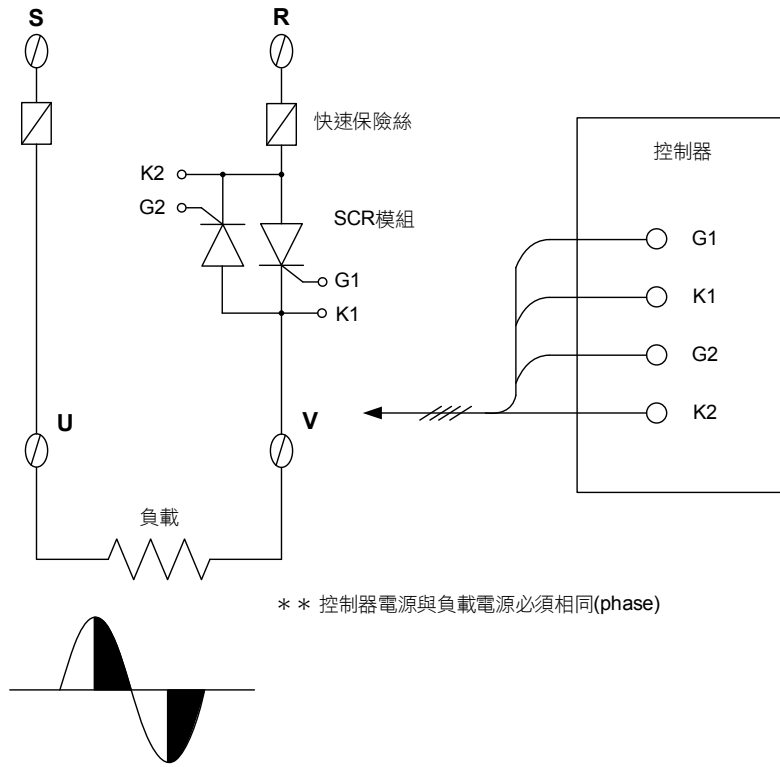 S
R
快速保險絲
控制器
K2
G2
SCR模組
G1
K1
G1
K1
G2
K2
U
V
負載
＊＊ 控制器電源與負載電源必須相同(phase)